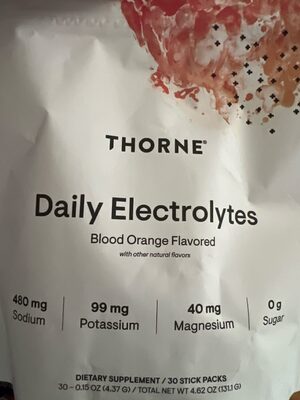 THORNE®
Daily Electrolytes
Blood Orange Flavored
with other natural flavors
480 mg Sodium
99 mg Potassium
40 mg Magnesium
0 g Sugar
DIETARY SUPPLEMENT / 30 STICK PACKS
30 - 0.15 OZ (4.37 G) / TOTAL NET WT 4.62 OZ (131.1 G)